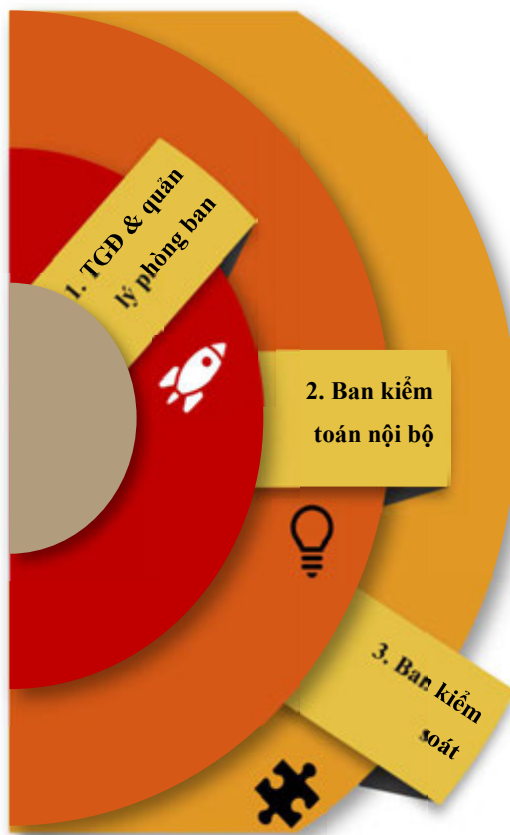 1. TGĐ & quản
lý phòng ban
2. Ban kiểm
toán nội bộ
3. Ban kiểm
soát